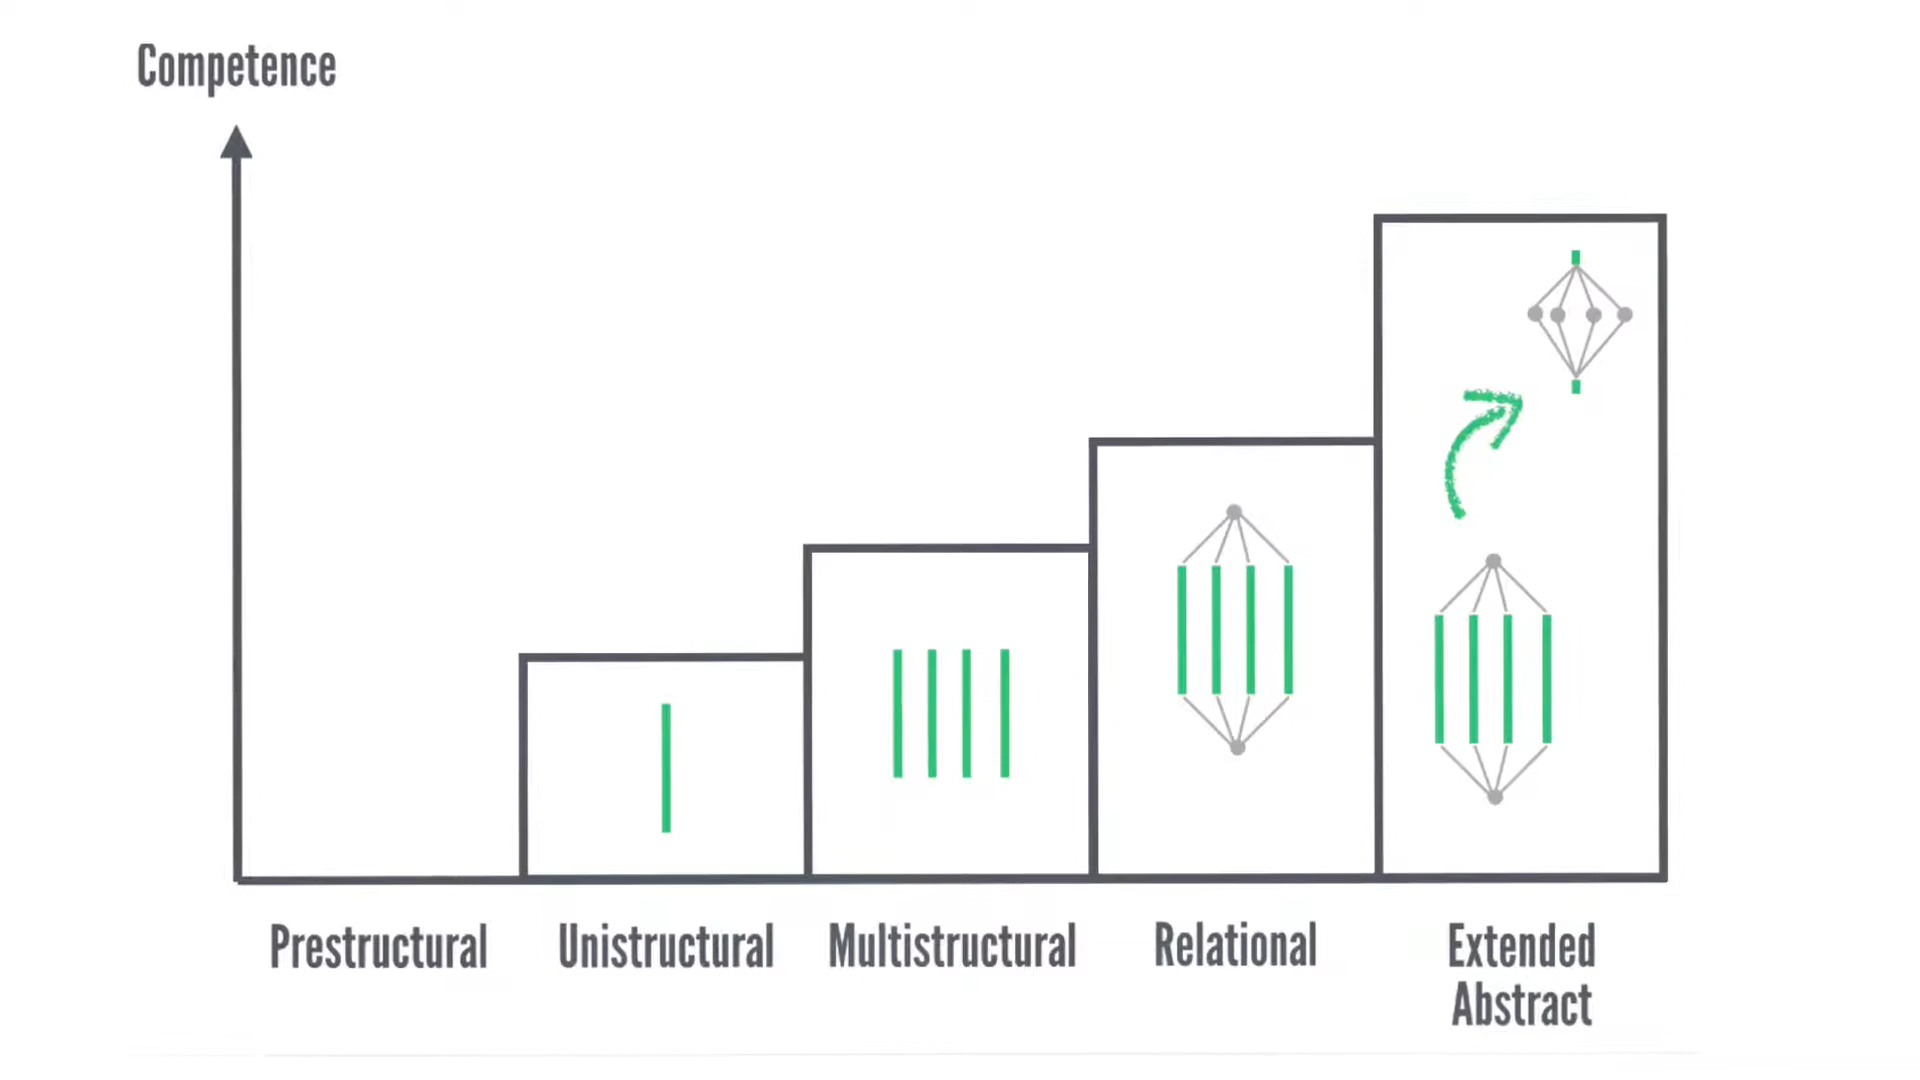 Competence
Prestructural
Unistructural
Multistructural
Relational
Extended
Abstract